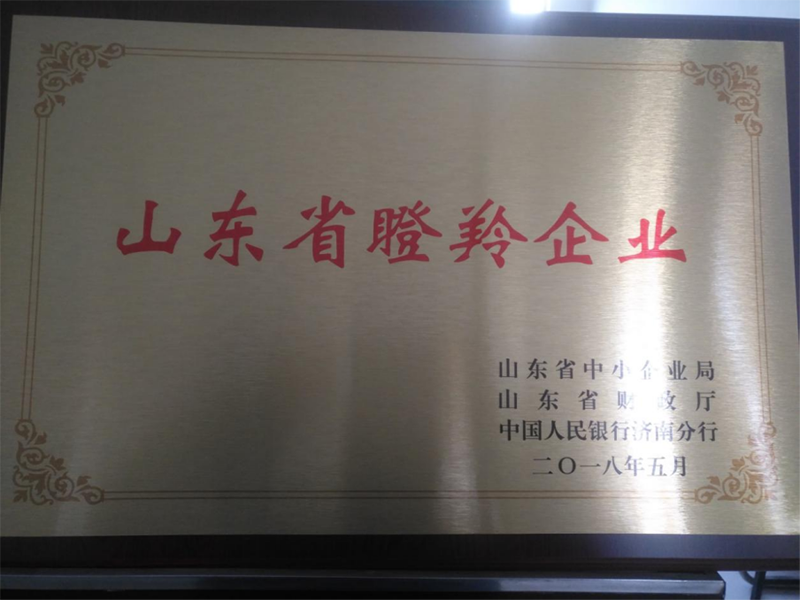 山东省瞪羚企业
山东省中小企业局
山东省财政厅
中国人民银行济南分行
二〇一八年五月